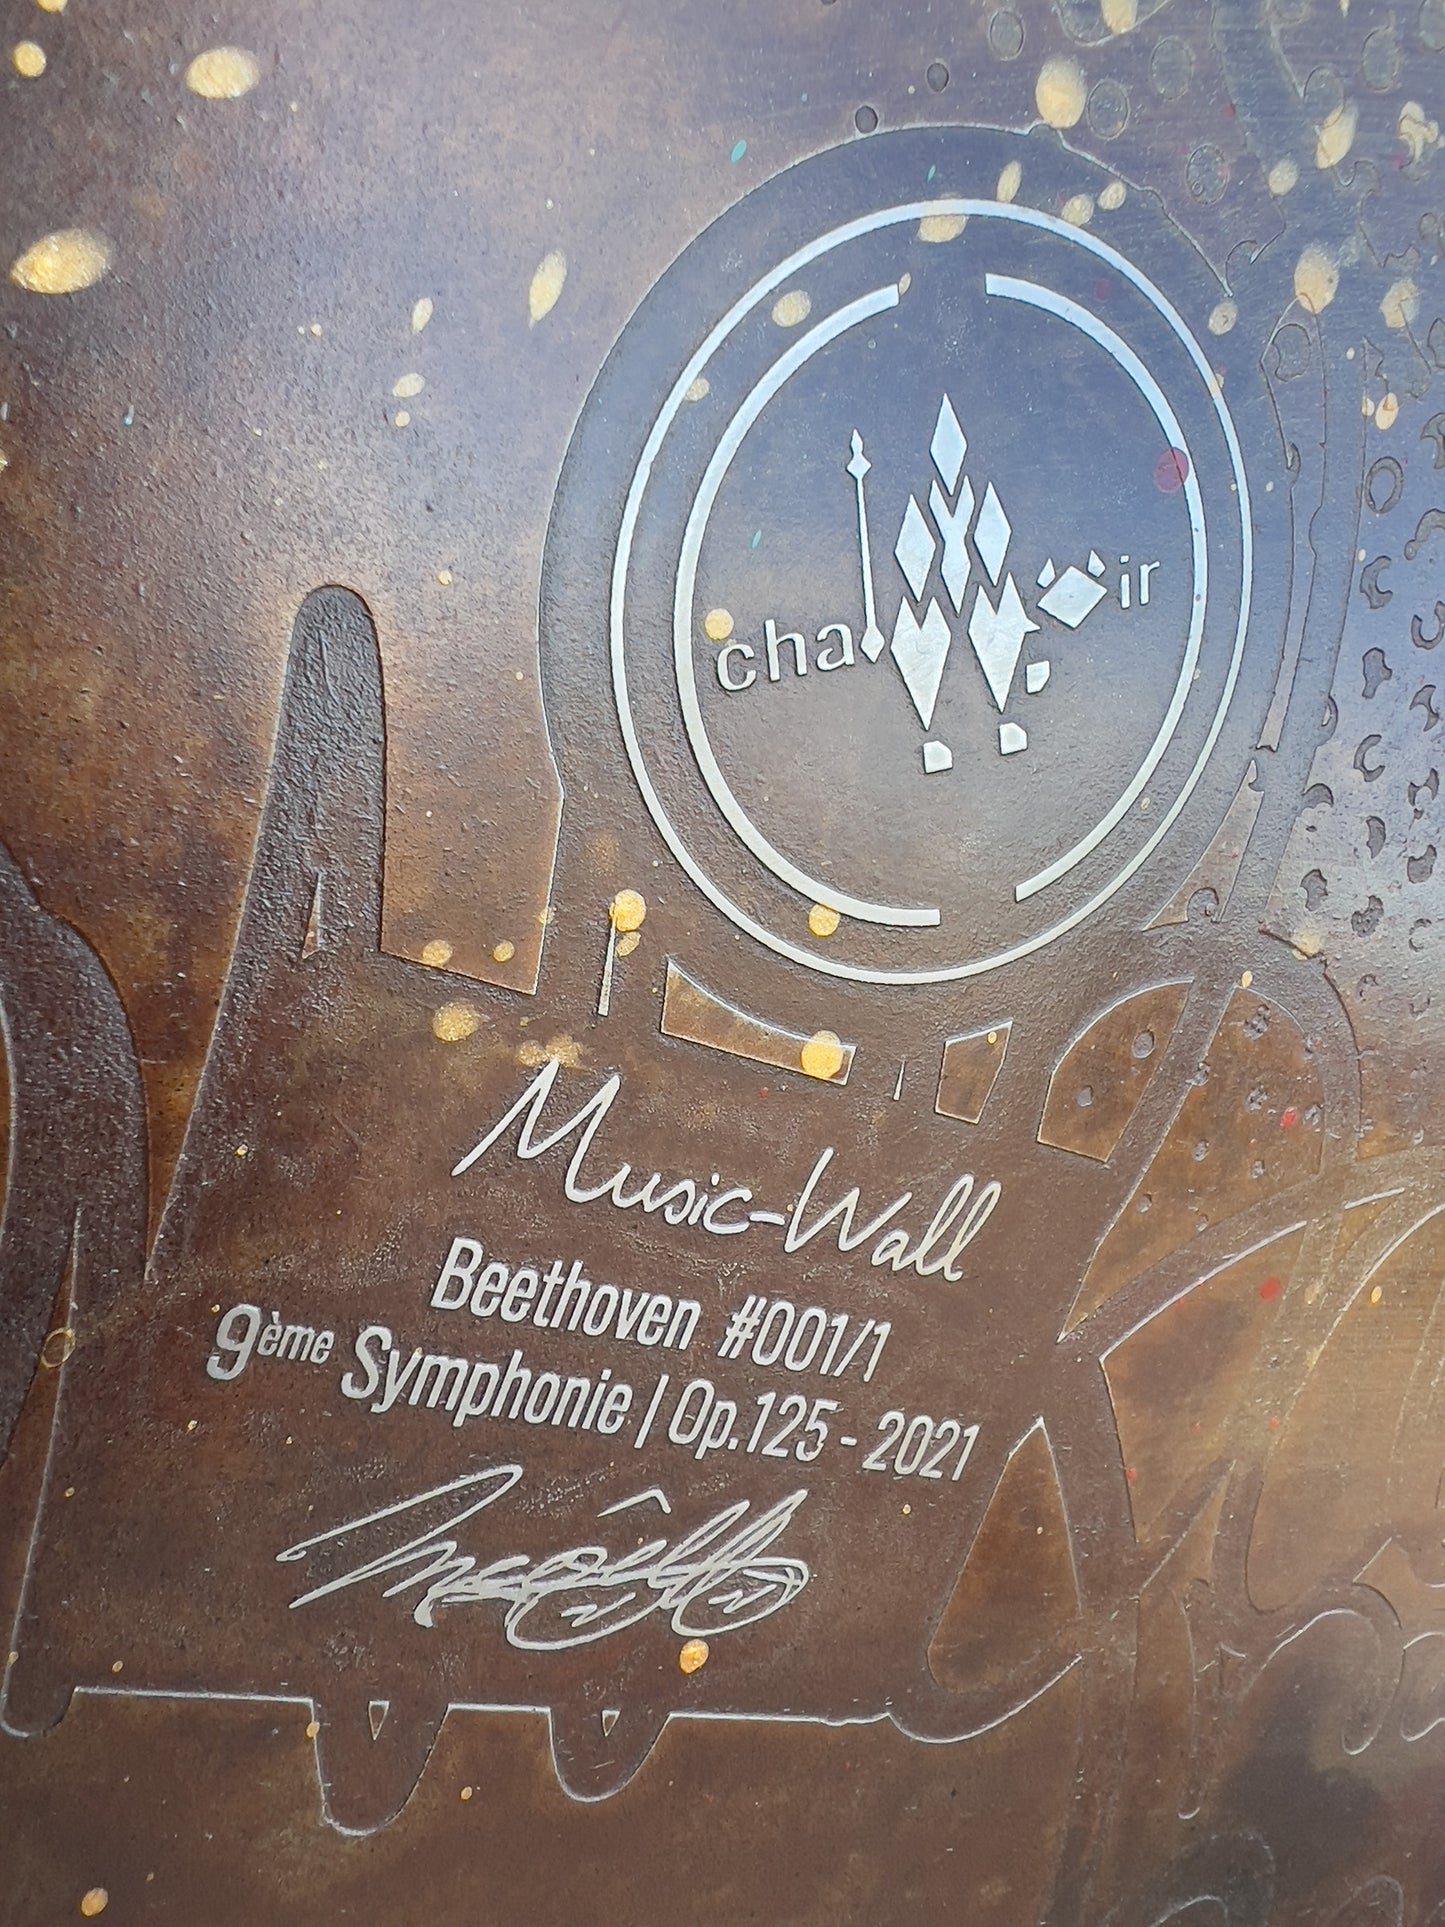 cha ir
Music-Wall
Beethoven #001/1
9ème Symphonie | Op.125 - 2021